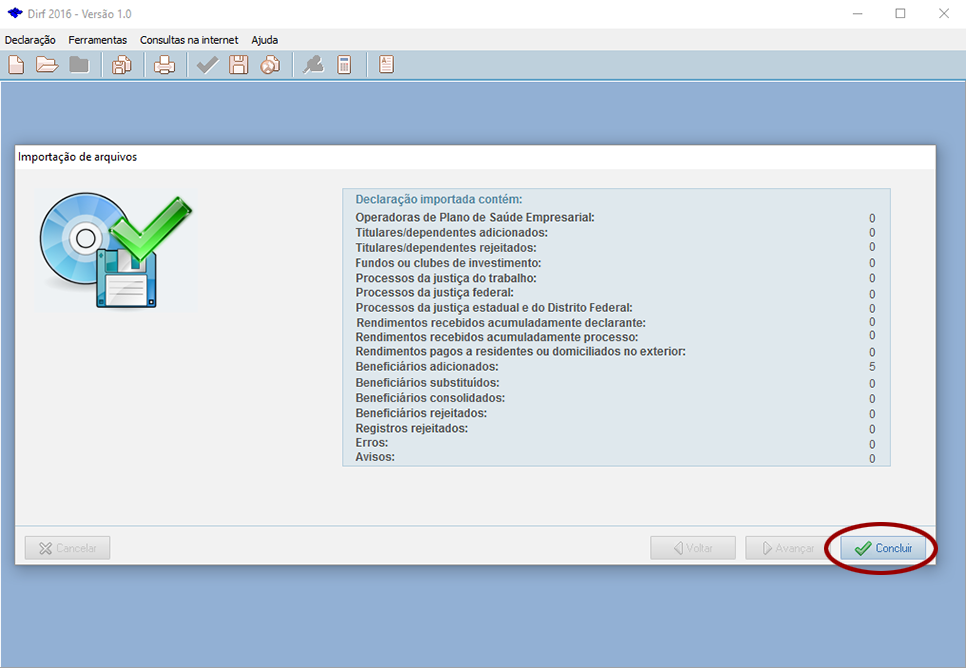 Dirf 2016 - Versão 1.0
Declaração Ferramentas Consultas na internet Ajuda
Importação de arquivos
Declaração importada contém:
Operadoras de Plano de Saúde Empresarial: 0
Titulares/dependentes adicionados: 0
Titulares/dependentes rejeitados: 0
Fundos ou clubes de investimento: 0
Processos da justiça do trabalho: 0
Processos da justiça federal: 0
Processos da justiça estadual e do Distrito Federal: 0
Rendimentos recebidos acumuladamente declarante: 0
Rendimentos recebidos acumuladamente processo: 0
Rendimentos pagos a residentes ou domiciliados no exterior: 0
Beneficiários adicionados: 5
Beneficiários substituídos: 0
Beneficiários consolidados: 0
Beneficiários rejeitados: 0
Registros rejeitados: 0
Erros: 0
Avisos: 0
Cancelar Voltar Avançar Concluir